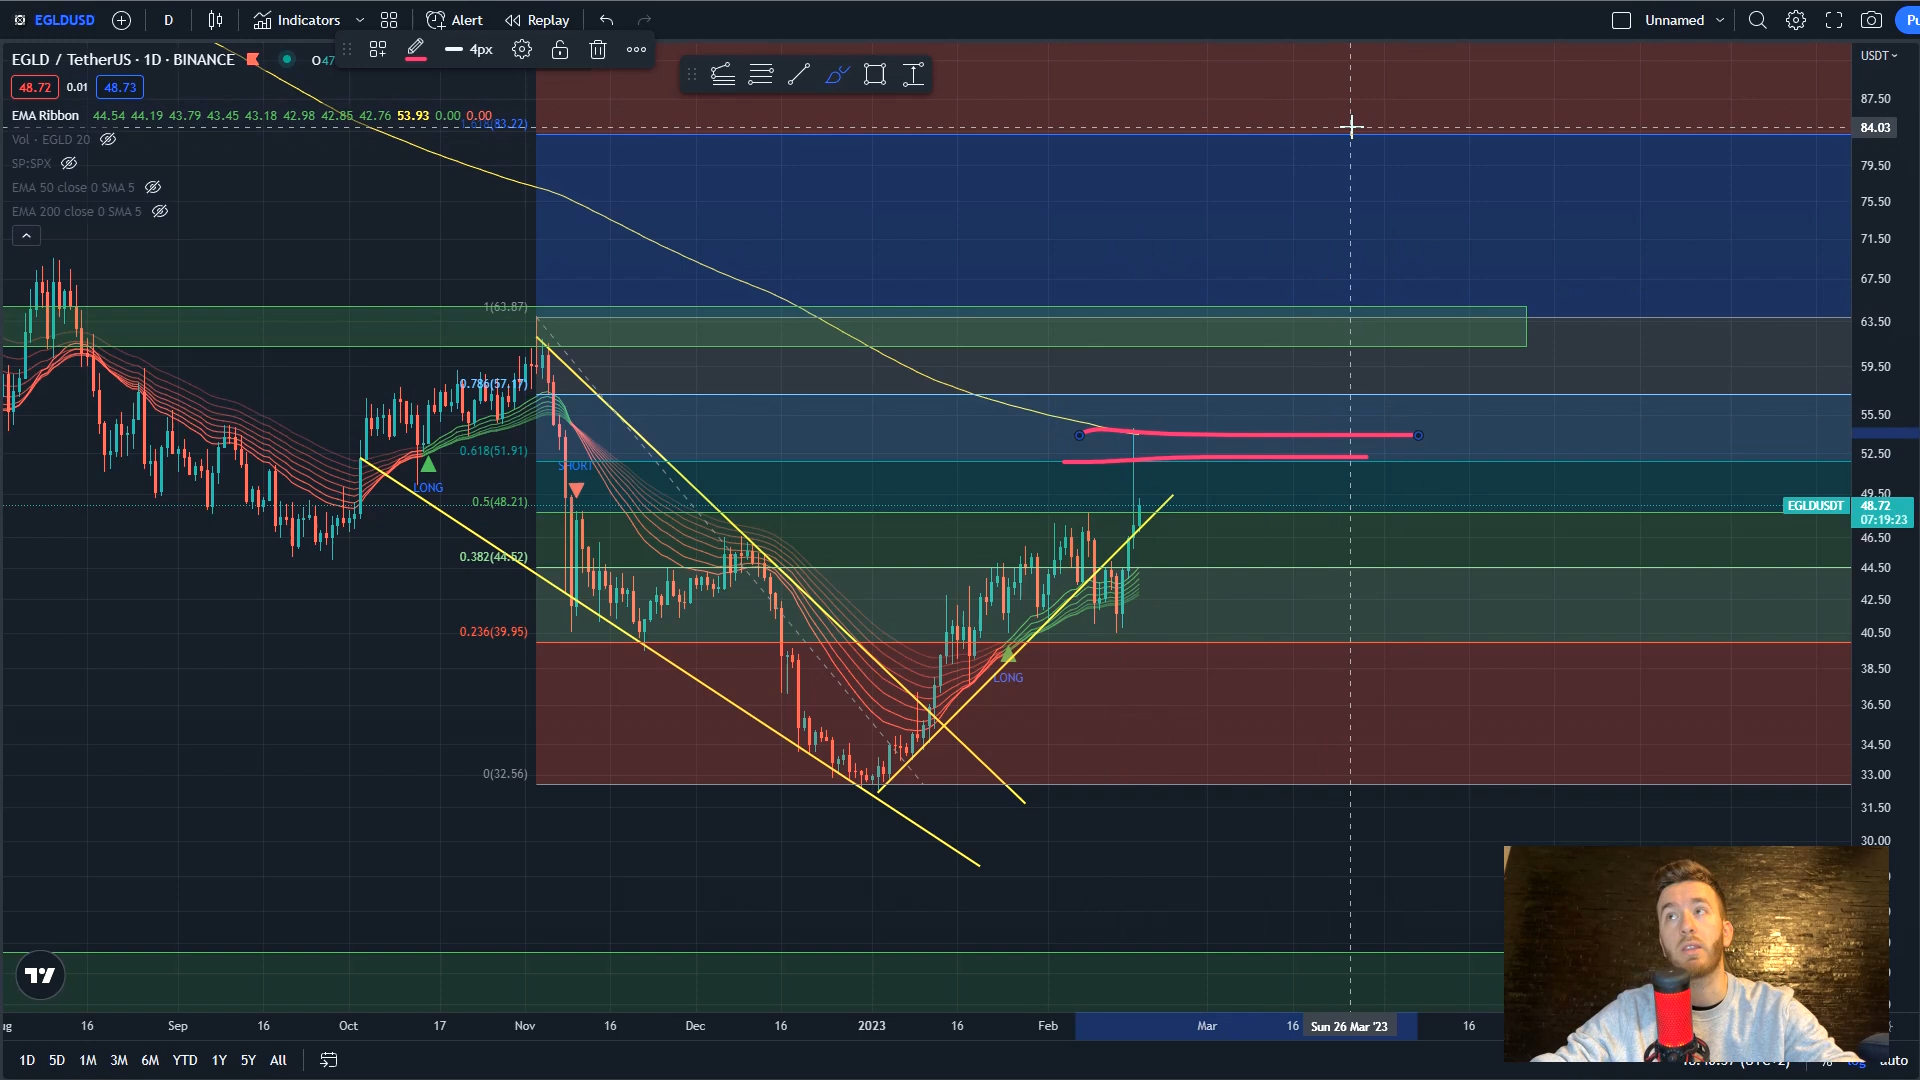 EGLDUSD D Indicators Alert Replay Unnamed
4px
EGLD / TetherUS · 1D · BINANCE O47
USDT
48.72 0.01 48.73
87.50
EMA Ribbon 44.54 44.19 43.79 43.45 43.18 42.98 42.85 42.76 53.93 0.00 0.00
1.618(83.22)
84.03
Vol · EGLD 20
SP:SPX
79.50
EMA 50 close 0 SMA 5
75.50
EMA 200 close 0 SMA 5
71.50
67.50
1(63.87)
63.50
59.50
0.786(57.17)
55.50
0.618(51.91)
52.50
SHORT
LONG
49.50
0.5(48.21)
EGLDUSDT 48.72
07:19:23
46.50
0.382(44.52)
44.50
42.50
0.236(39.95)
40.50
38.50
LONG
36.50
34.50
0(32.56)
33.00
31.50
30.00
16 Sep 16 Oct 17 Nov 16 Dec 16 2023 16 Feb Mar 16 Sun 26 Mar '23 16
1D 5D 1M 3M 6M YTD 1Y 5Y All
% log auto